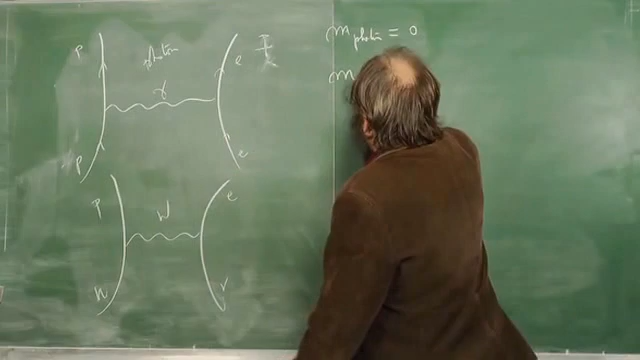 P photon e
γ
P e
P W e
n ν
m photon = 0
m